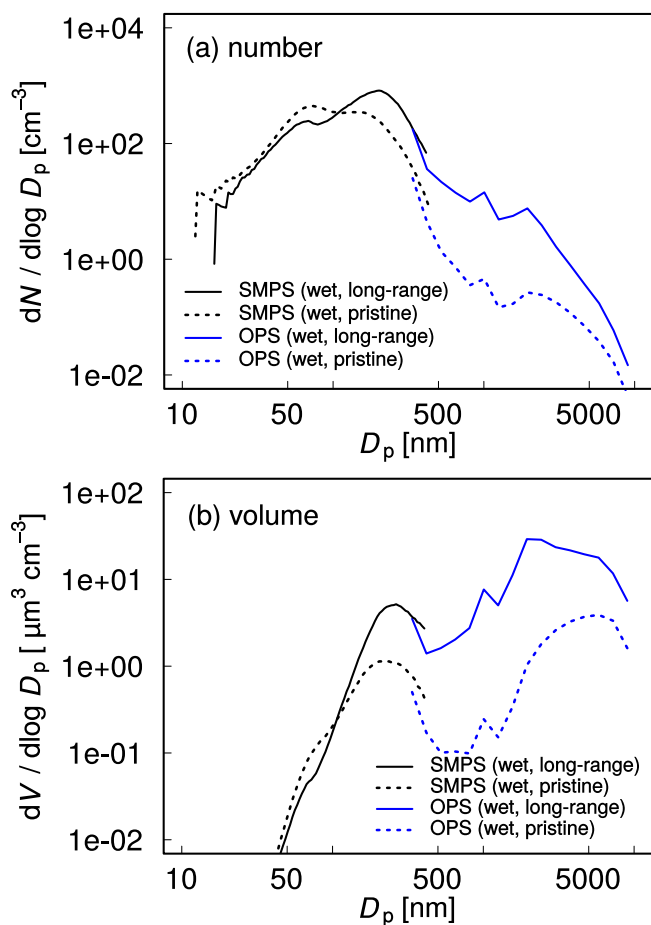 (a) number
1e+04
1e+02
1e+00
1e-02
dN / dlog Dp [cm−3]
SMPS (wet, long-range)
SMPS (wet, pristine)
OPS (wet, long-range)
OPS (wet, pristine)
10 50 500 5000
Dp [nm]
(b) volume
1e+02
1e+01
1e+00
1e-01
1e-02
dV / dlog Dp [ μm3 cm−3]
SMPS (wet, long-range)
SMPS (wet, pristine)
OPS (wet, long-range)
OPS (wet, pristine)
10 50 500 5000
Dp [nm]